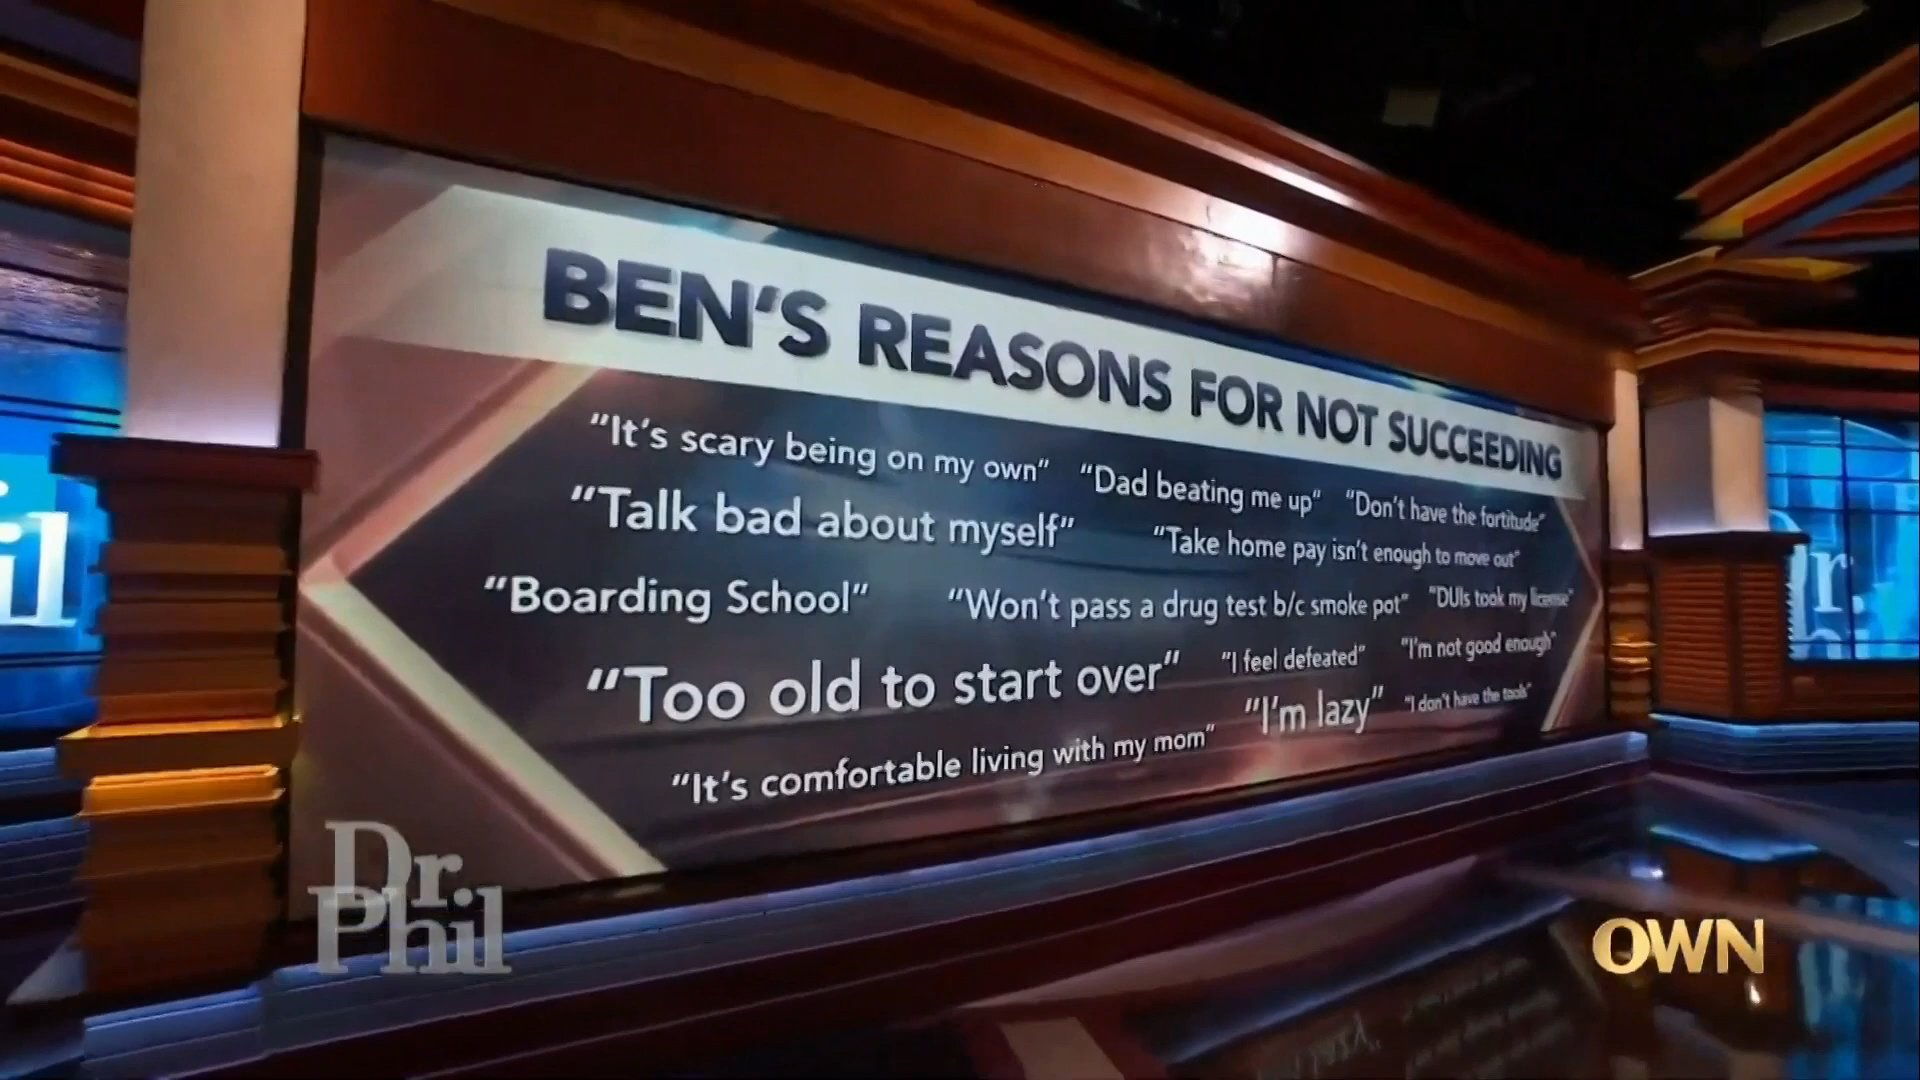 BEN'S REASONS FOR NOT SUCCEEDING
"It's scary being on my own" "Dad beating me up" "Don't have the fortitude"
"Talk bad about myself" "Take home pay isn't enough to move out"
"Boarding School" "Won't pass a drug test b/c smoke pot" "DUIs took my license"
"Too old to start over" "I feel defeated" "I'm not good enough"
"I'm lazy" "I don't have the tools"
"It's comfortable living with my mom"
Dr.
Phil
OWN
il
Dr.